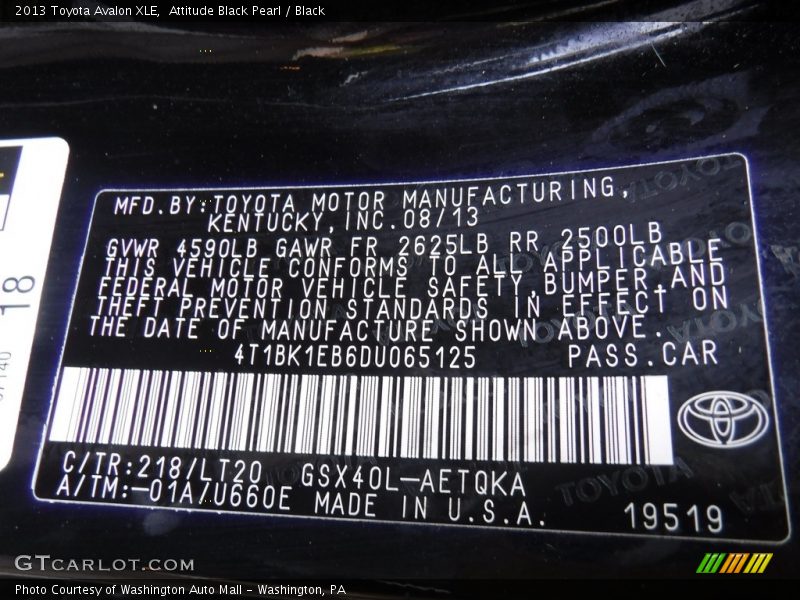 2013 Toyota Avalon XLE,  Attitude Black Pearl / Black
18
MFD.BY:TOYOTA MOTOR MANUFACTURING,
KENTUCKY,INC.08/13
GVWR 4590LB GAWR FR 2625LB RR 2500LB
THIS VEHICLE CONFORMS TO ALL APPLICABLE
FEDERAL MOTOR VEHICLE SAFETY,BUMPER,AND
THEFT PREVENTION STANDARDS IN EFFECT ON
THE DATE OF MANUFACTURE SHOWN ABOVE.
4T1BK1EB6DU065125 PASS.CAR
C/TR:218/LT20 GSX40L-AETQKA
A/TM:-01A/U660E MADE IN U.S.A.
19519
GTCARLOT.COM
Photo Courtesy of Washington Auto Mall - Washington, PA